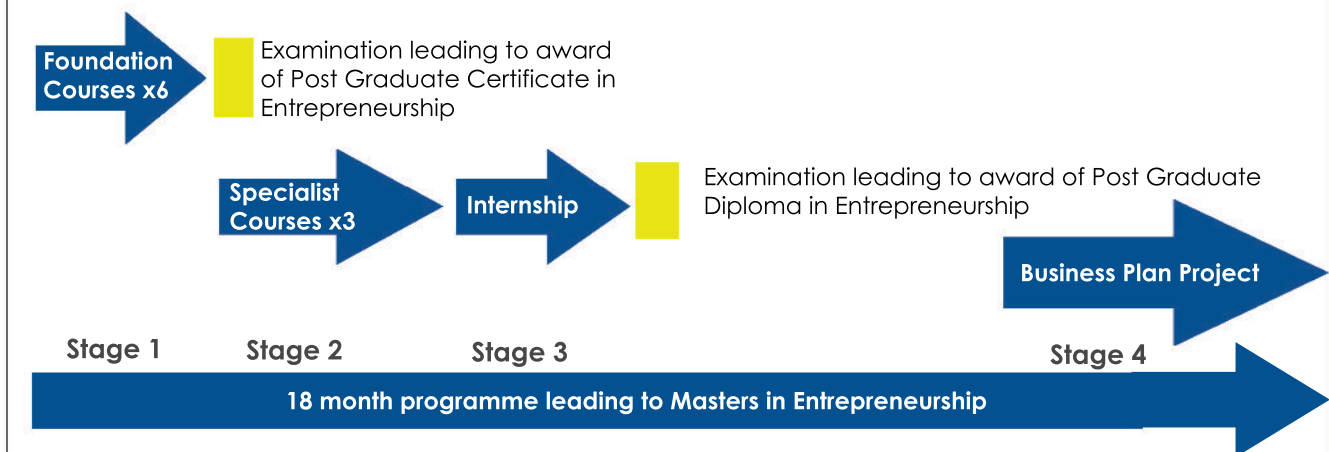 Foundation
Courses x6
Examination leading to award
of Post Graduate Certificate in
Entrepreneurship
Specialist
Courses x3
Internship
Examination leading to award of Post Graduate
Diploma in Entrepreneurship
Business Plan Project
Stage 1
Stage 2
Stage 3
Stage 4
18 month programme leading to Masters in Entrepreneurship